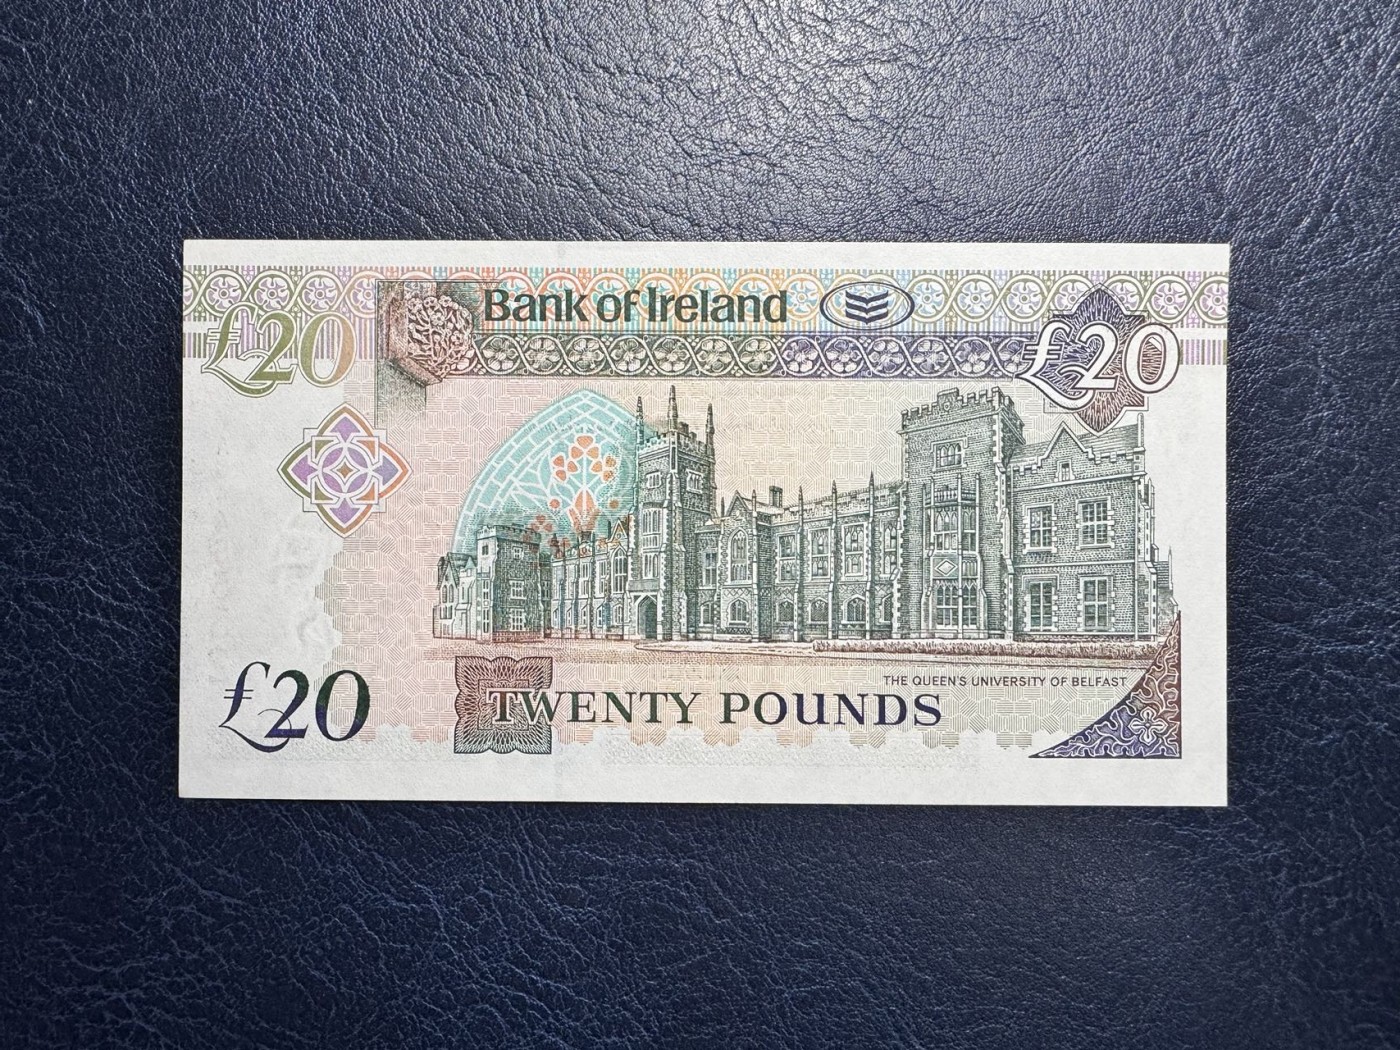 Bank of Ireland
£20
£20
THE QUEEN'S UNIVERSITY OF BELFAST
£20
TWENTY POUNDS